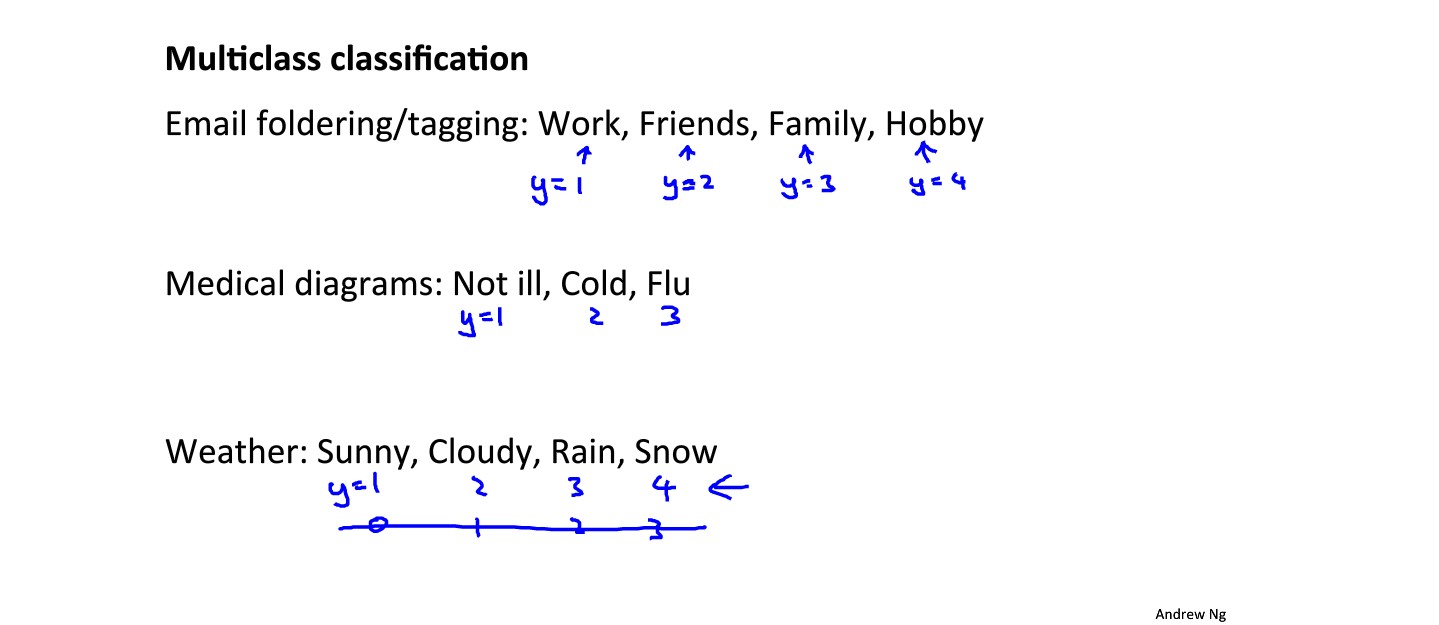 Multiclass classification
Email foldering/tagging: Work, Friends, Family, Hobby
y=1 y=2 y=3 y=4
Medical diagrams: Not ill, Cold, Flu
y=1 2 3
Weather: Sunny, Cloudy, Rain, Snow
y=1 2 3 4 ←
0 1 2 3
Andrew Ng